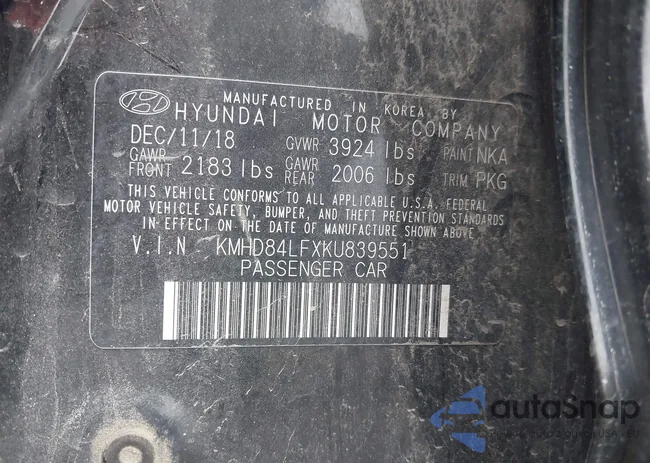 MANUFACTURED IN KOREA BY
HYUNDAI MOTOR COMPANY
DEC/11/18 GVWR 3924 lbs PAINT NKA
GAWR FRONT 2183 lbs GAWR REAR 2006 lbs TRIM PKG
THIS VEHICLE CONFORMS TO ALL APPLICABLE U.S.A. FEDERAL
MOTOR VEHICLE SAFETY, BUMPER, AND THEFT PREVENTION STANDARDS
IN EFFECT ON THE DATE OF MANUFACTURE SHOWN ABOVE.
V.I.N KMHD84LFXKU839551
PASSENGER CAR
autoSnap